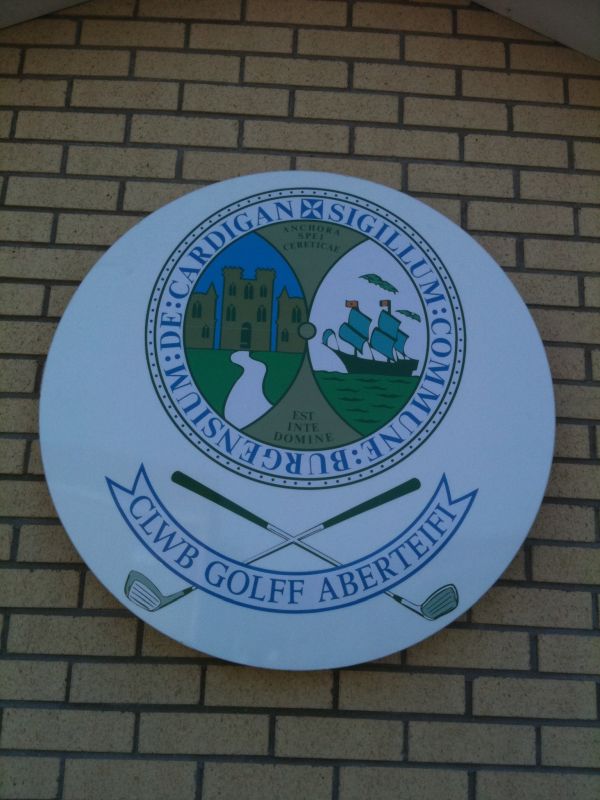 SIGILLUM:COMMUNE:BURGENSIUM:DE:CARDIGAN
ANCHORA
SPEI
CERETICAE
EST
INTE
DOMINE
CLWB GOLFF ABERTEIFI